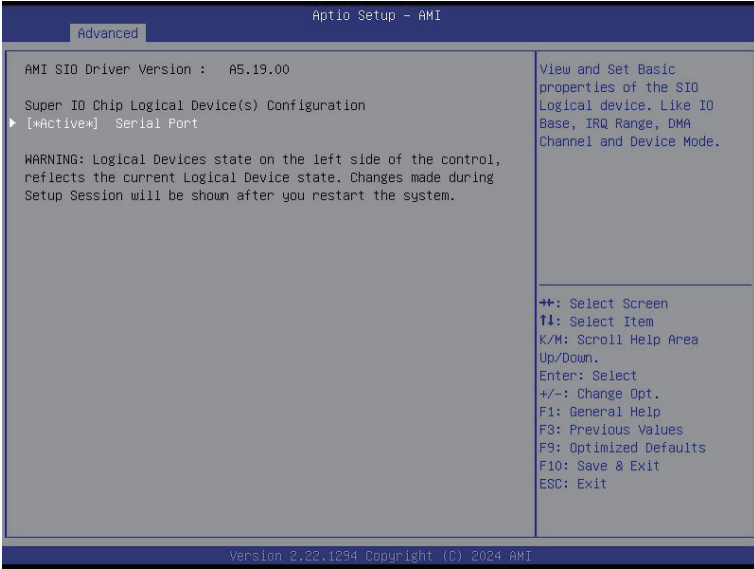 Aptio Setup – AMI
Advanced
AMI SIO Driver Version : A5.19.00
Super IO Chip Logical Device(s) Configuration
[*Active*] Serial Port
WARNING: Logical Devices state on the left side of the control,
reflects the current Logical Device state. Changes made during
Setup Session will be shown after you restart the system.
View and Set Basic
properties of the SIO
Logical device. Like IO
Base, IRQ Range, DMA
Channel and Device Mode.
→←: Select Screen
↑↓: Select Item
K/M: Scroll Help Area
Up/Down.
Enter: Select
+/-: Change Opt.
F1: General Help
F3: Previous Values
F9: Optimized Defaults
F10: Save & Exit
ESC: Exit
Version 2.22.1294 Copyright (C) 2024 AMI